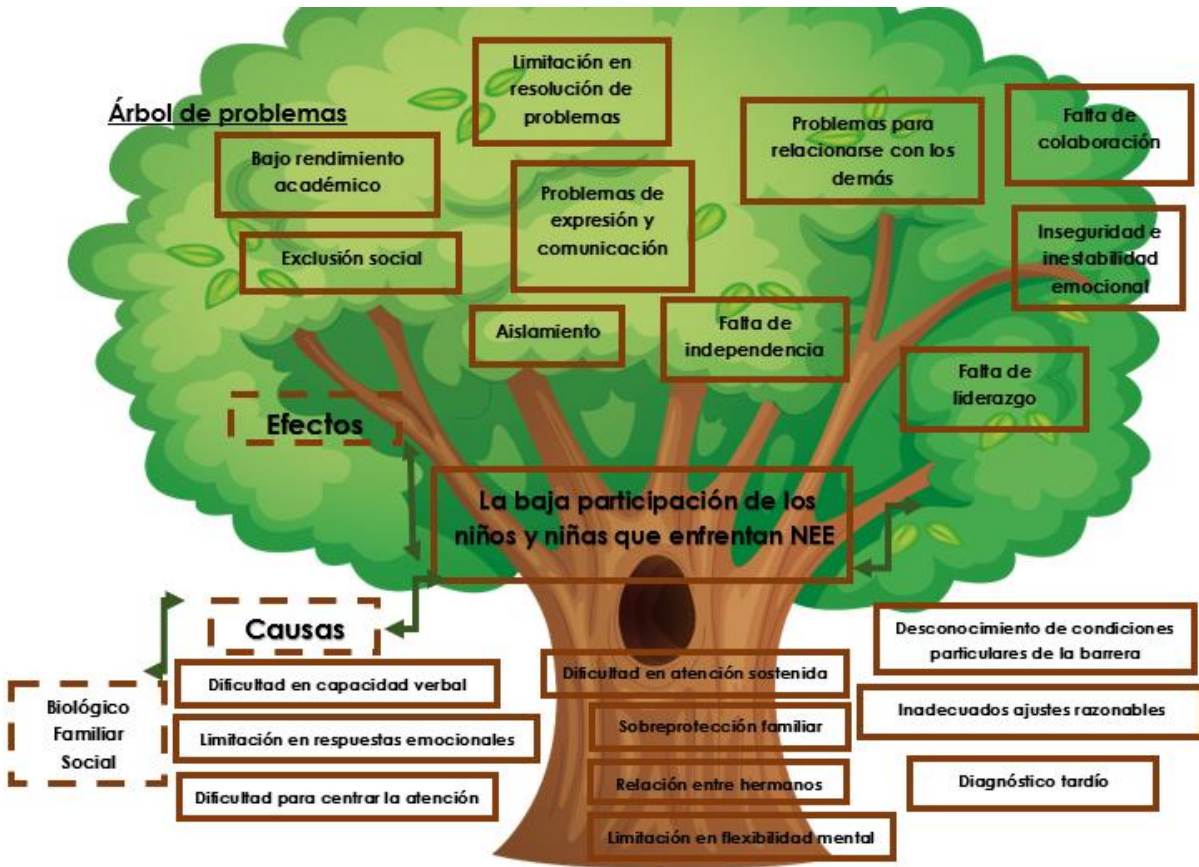 Árbol de problemas
Limitación en
resolución de
problemas
Bajo rendimiento
académico
Problemas para
relacionarse con los
demás
Falta de
colaboración
Problemas de
expresión y
comunicación
Exclusión social
Inseguridad e
inestabilidad
emocional
Aislamiento
Falta de
independencia
Falta de
liderazgo
Efectos
La baja participación de los
niños y niñas que enfrentan NEE
Causas
Biológico
Familiar
Social
Dificultad en capacidad verbal
Limitación en respuestas emocionales
Dificultad para centrar la atención
Dificultad en atención sostenida
Sobreprotección familiar
Relación entre hermanos
Limitación en flexibilidad mental
Desconocimiento de condiciones
particulares de la barrera
Inadecuados ajustes razonables
Diagnóstico tardío